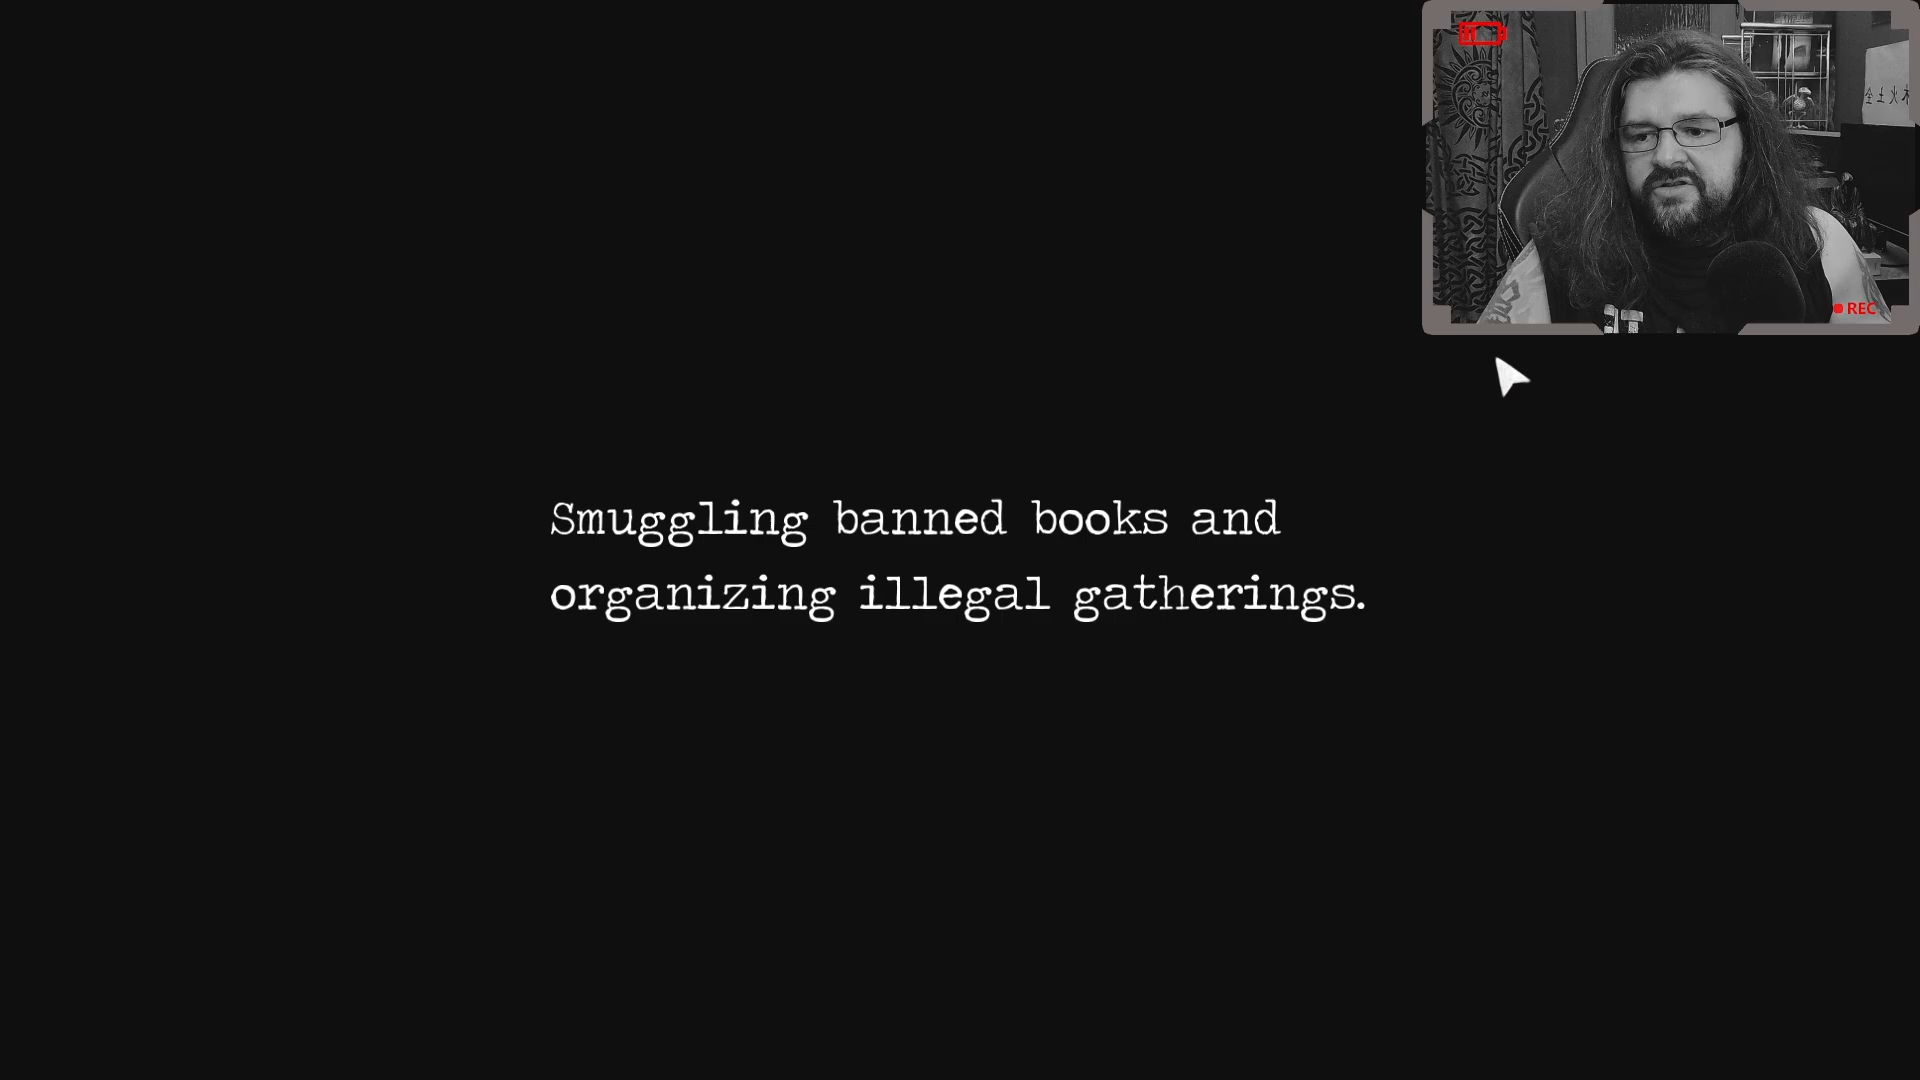 Smuggling banned books and
organizing illegal gatherings.
REC